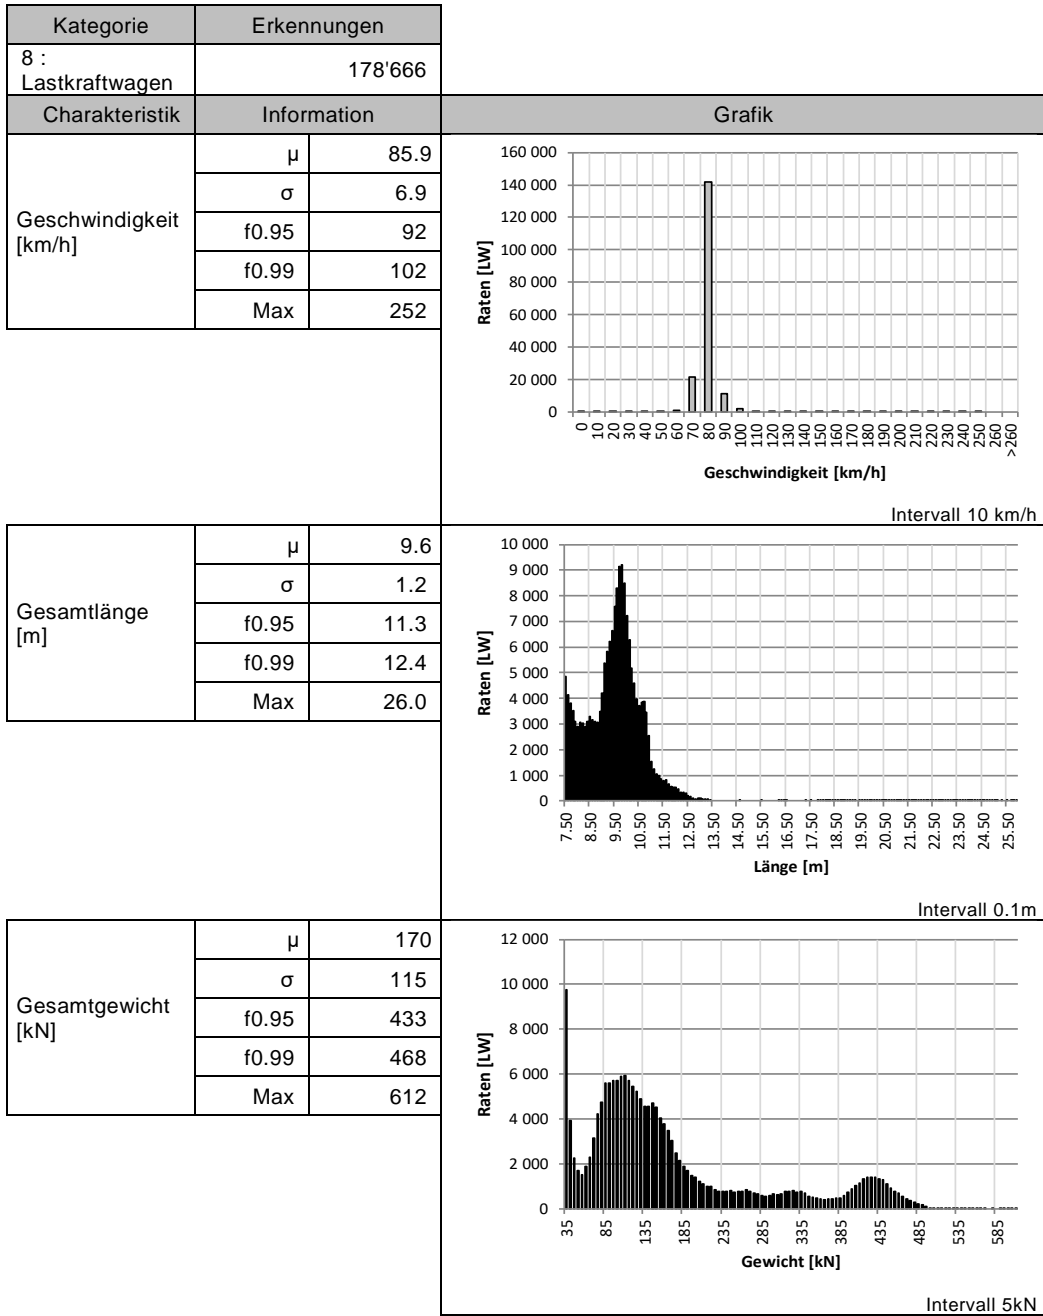 Kategorie Erkennungen
8 :
Lastkraftwagen 178'666
Charakteristik Information Grafik
Geschwindigkeit
[km/h]
µ 85.9
σ 6.9
f0.95 92
f0.99 102
Max 252
160 000
140 000
120 000
100 000
80 000
60 000
40 000
20 000
0
Raten [LW]
0 10 20 30 40 50 60 70 80 90 100 110 120 130 140 150 160 170 180 190 200 210 220 230 240 250 260 >260
Geschwindigkeit [km/h]
Intervall 10 km/h
Gesamtlänge
[m]
µ 9.6
σ 1.2
f0.95 11.3
f0.99 12.4
Max 26.0
10 000
9 000
8 000
7 000
6 000
5 000
4 000
3 000
2 000
1 000
0
Raten [LW]
7.50 8.50 9.50 10.50 11.50 12.50 13.50 14.50 15.50 16.50 17.50 18.50 19.50 20.50 21.50 22.50 23.50 24.50 25.50
Länge [m]
Intervall 0.1m
Gesamtgewicht
[kN]
µ 170
σ 115
f0.95 433
f0.99 468
Max 612
12 000
10 000
8 000
6 000
4 000
2 000
0
Raten [LW]
35 85 135 185 235 285 335 385 435 485 535 585
Gewicht [kN]
Intervall 5kN